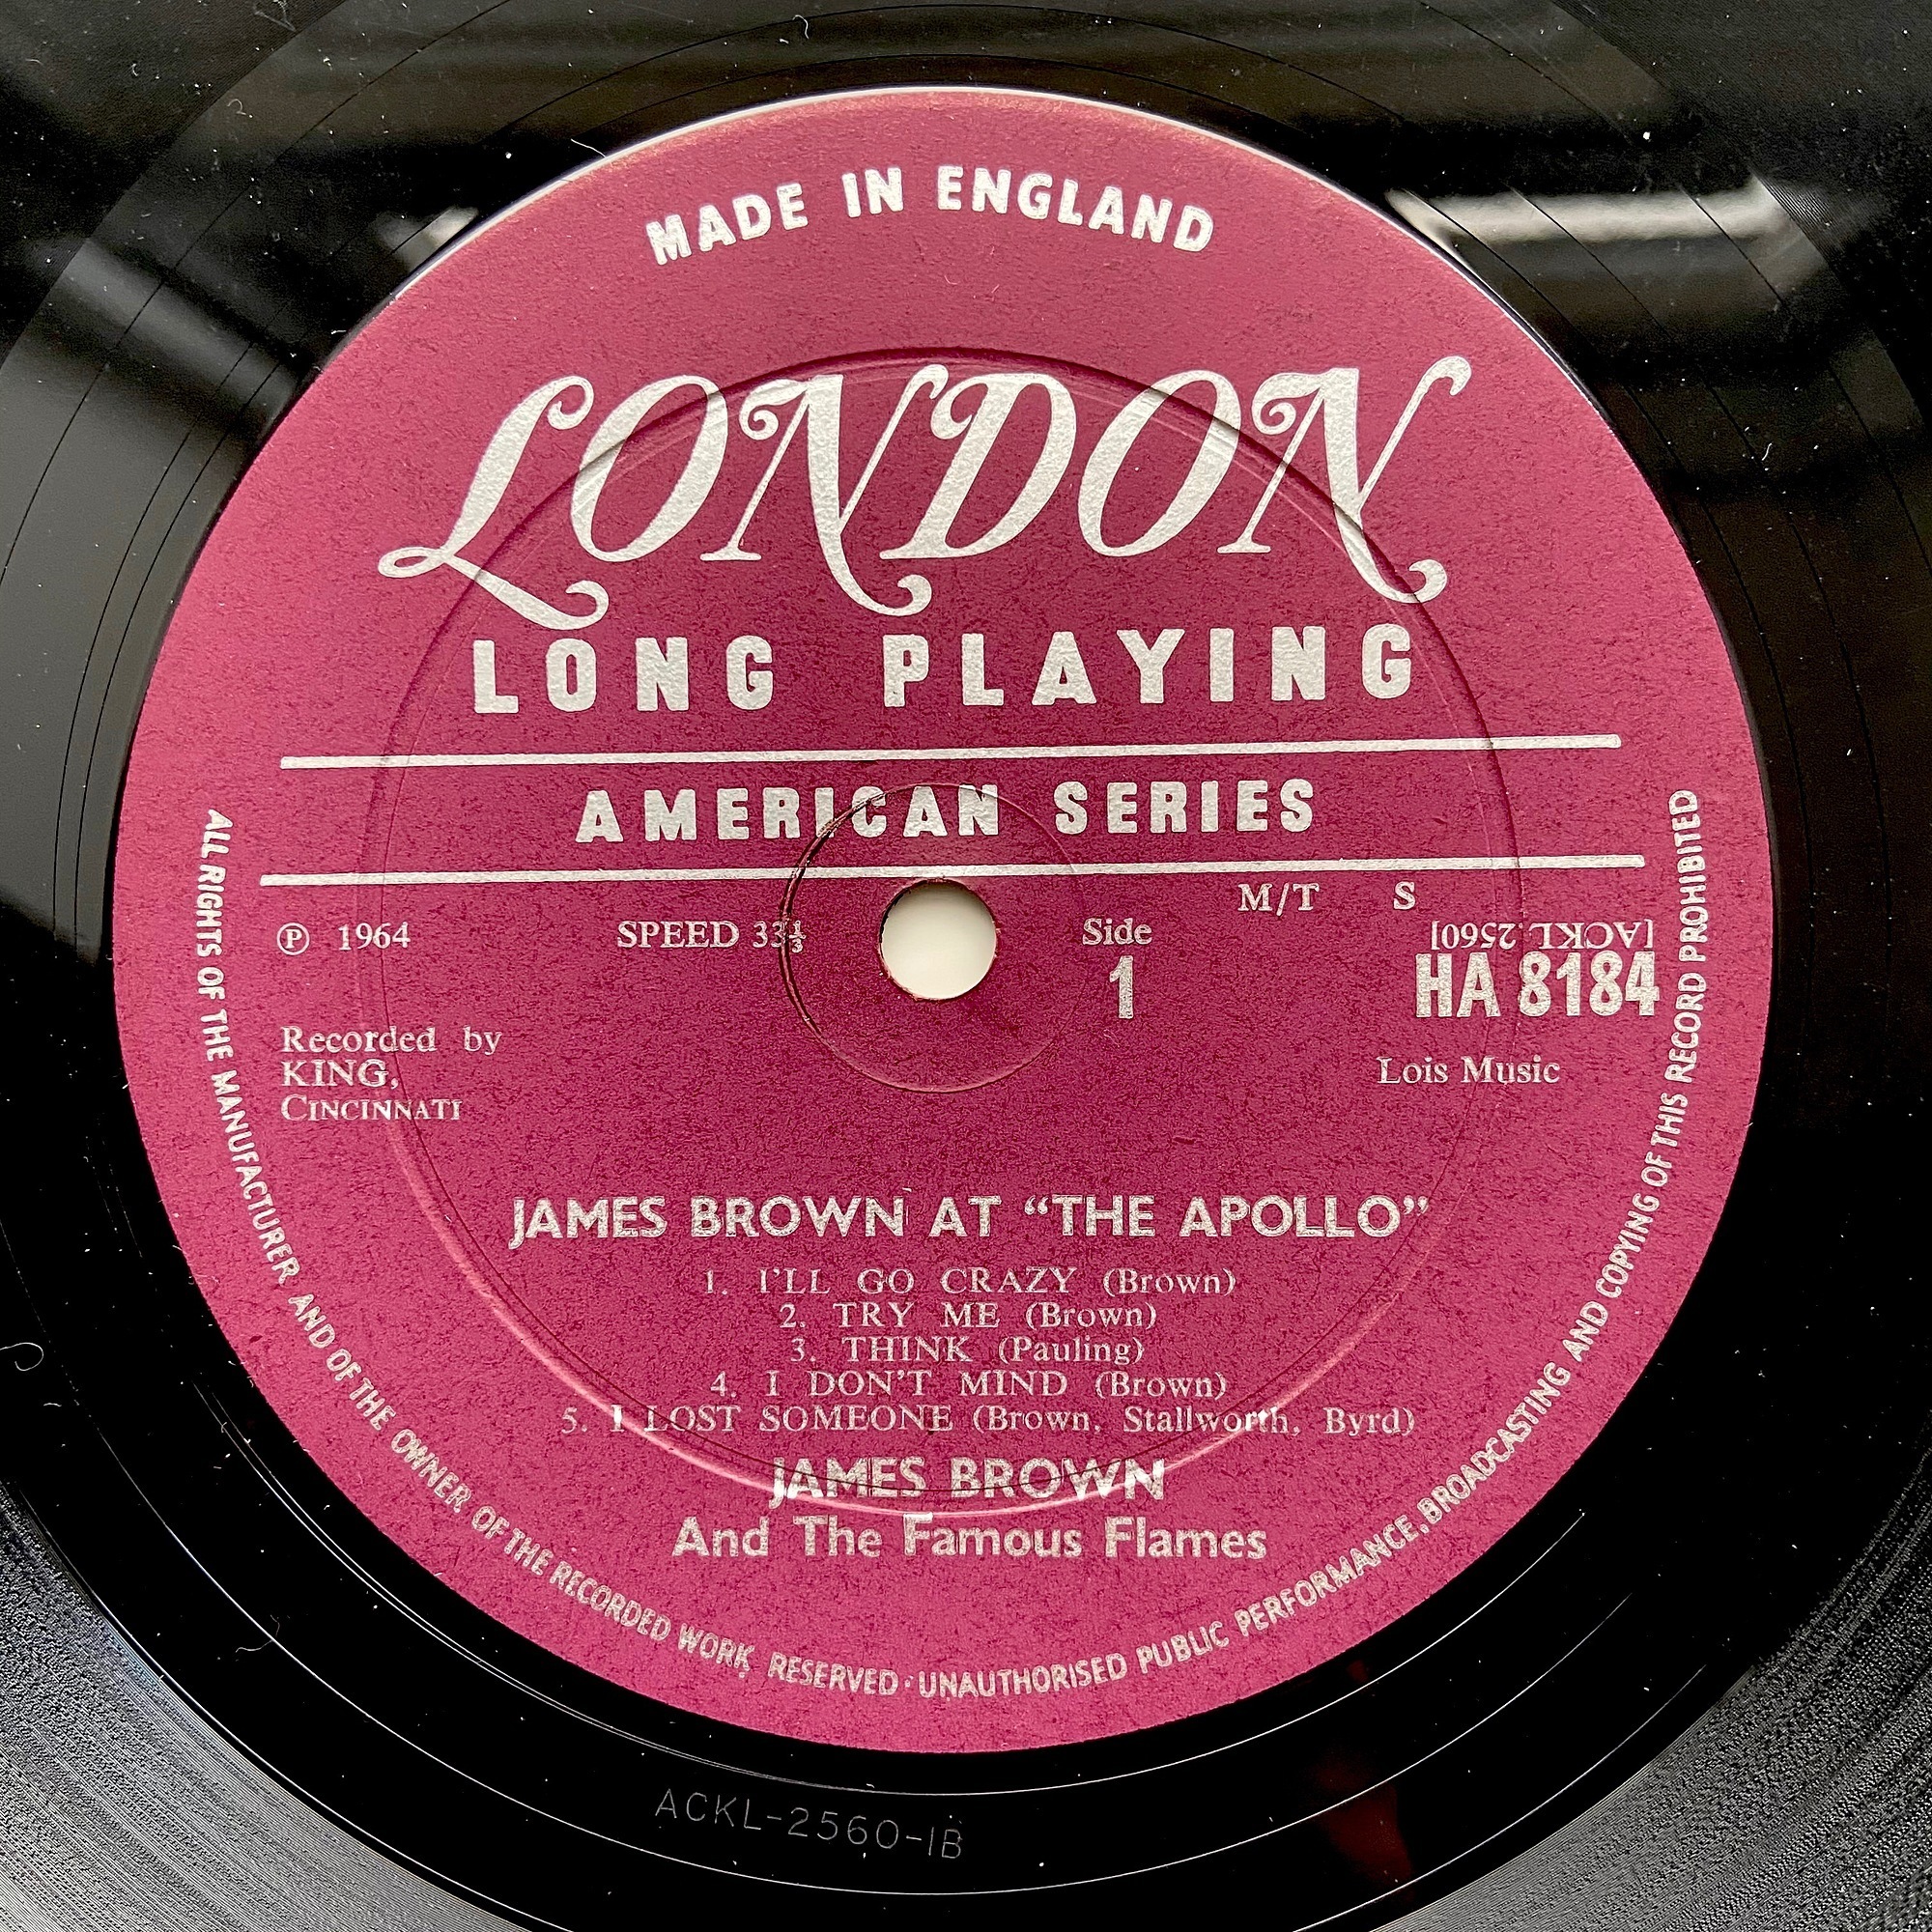 MADE IN ENGLAND
LONDON
LONG PLAYING
AMERICAN SERIES
M/T S
℗ 1964 SPEED 33⅓ Side [ACKL.2560]
1 HA 8184
Recorded by
KING,
CINCINNATI
Lois Music
JAMES BROWN AT “THE APOLLO”
1. I'LL GO CRAZY (Brown)
2. TRY ME (Brown)
3. THINK (Pauling)
4. I DON'T MIND (Brown)
5. I LOST SOMEONE (Brown, Stallworth, Byrd)
JAMES BROWN
And The Famous Flames
ALL RIGHTS OF THE MANUFACTURER AND OF THE OWNER OF THE RECORDED WORK RESERVED · UNAUTHORISED PUBLIC PERFORMANCE, BROADCASTING AND COPYING OF THIS RECORD PROHIBITED
ACKL-2560-1B